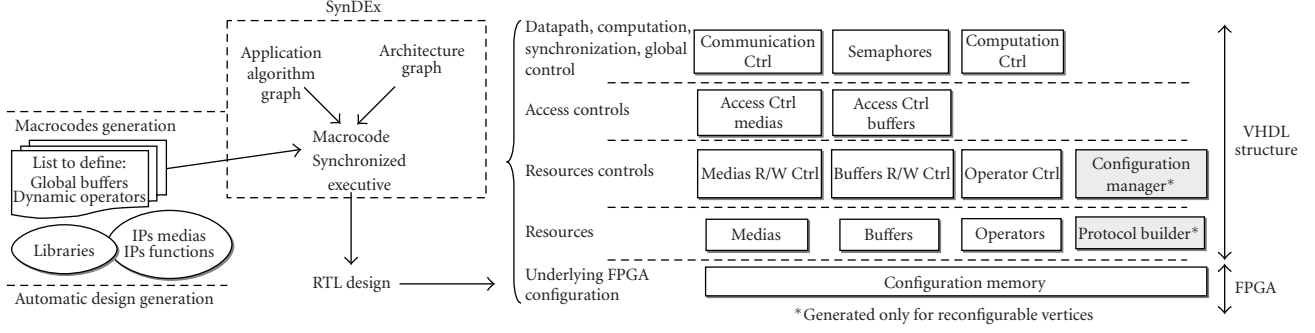 SynDEx
Application
algorithm
graph
Architecture
graph
Macrocode
Synchronized
executive
Macrocodes generation
List to define:
Global buffers
Dynamic operators
Libraries
IPs medias
IPs functions
Automatic design generation
RTL design
Datapath, computation,
synchronization, global
control
Communication
Ctrl
Semaphores
Computation
Ctrl
Access controls
Access Ctrl
medias
Access Ctrl
buffers
Resources controls
Medias R/W Ctrl
Buffers R/W Ctrl
Operator Ctrl
Configuration
manager*
Resources
Medias
Buffers
Operators
Protocol builder*
Underlying FPGA
configuration
Configuration memory
*Generated only for reconfigurable vertices
VHDL
structure
FPGA